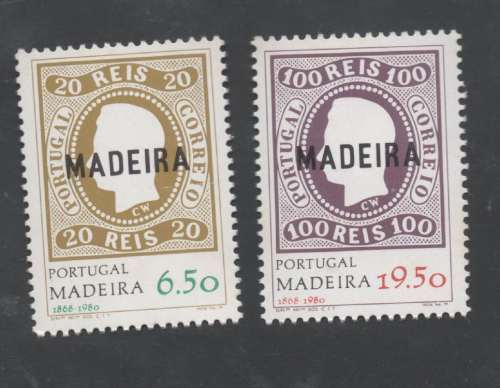 20 REIS 20
PORTUGAL
CORREIO
MADEIRA
CW
20 REIS 20
PORTUGAL
MADEIRA 6.50
1868-1980
100 REIS 100
PORTUGAL
CORREIO
MADEIRA
CW
100 REIS 100
PORTUGAL
MADEIRA 19.50
1868-1980